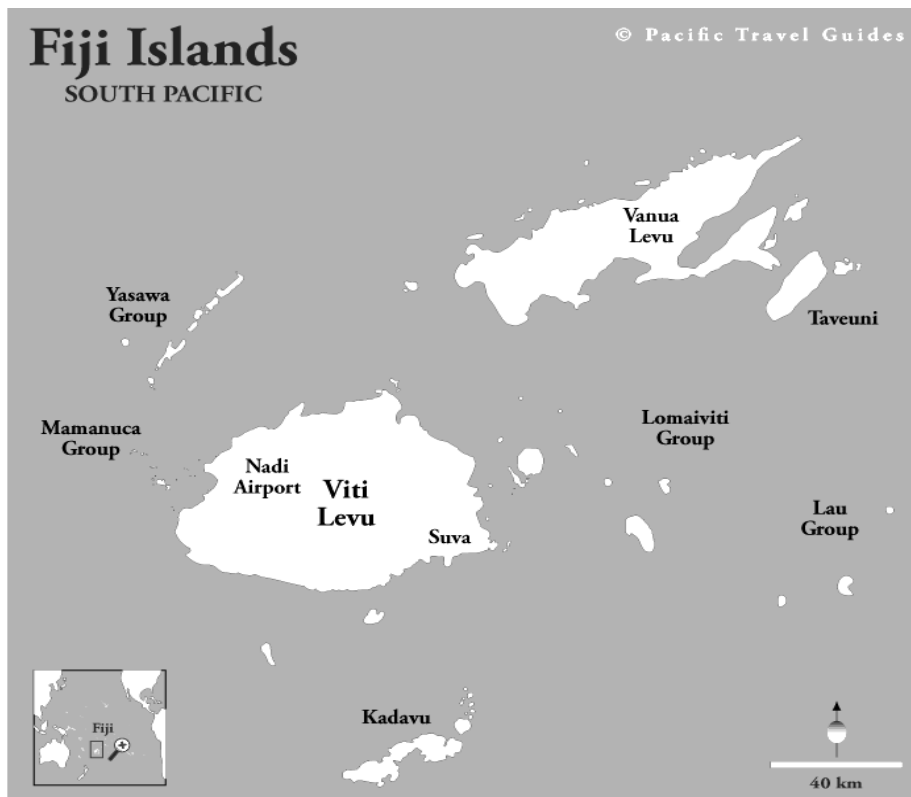 Fiji Islands
SOUTH PACIFIC
© Pacific Travel Guides
Vanua
Levu
Yasawa
Group
Taveuni
Mamanuca
Group
Lomaiviti
Group
Nadi
Airport
Viti
Levu
Suva
Lau
Group
Kadavu
Fiji
40 km